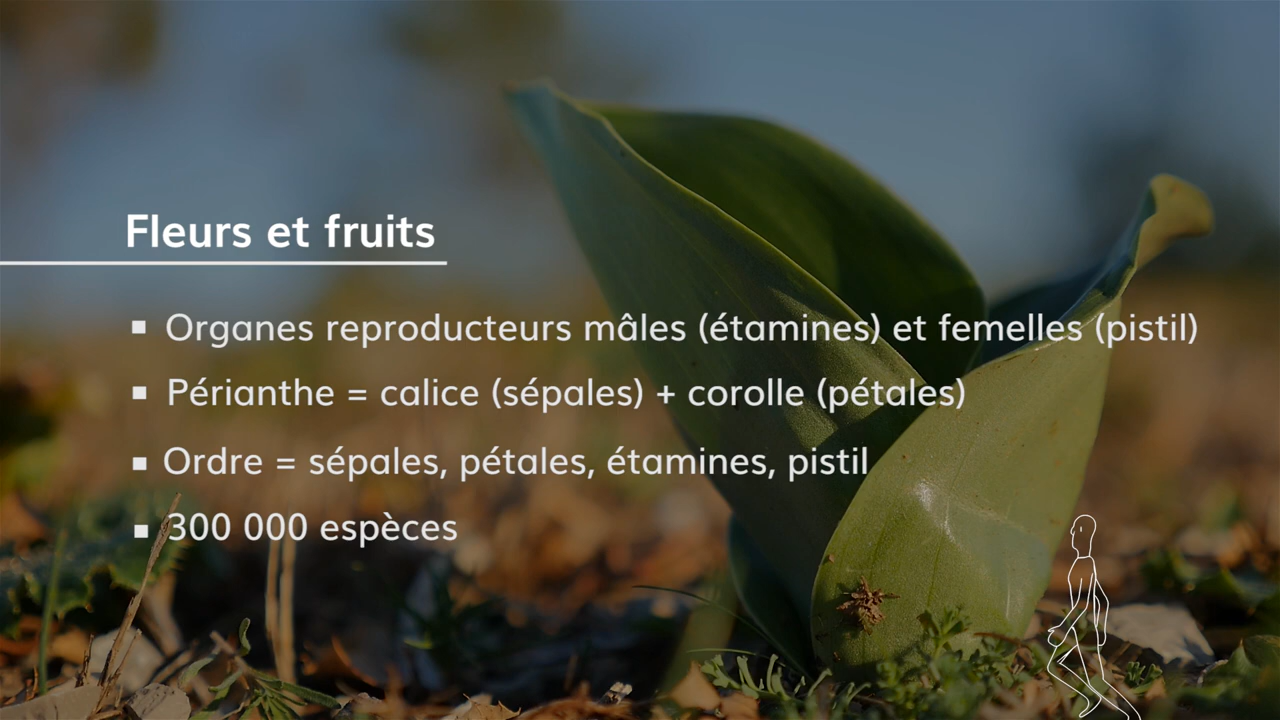 Fleurs et fruits
▪ Organes reproducteurs mâles (étamines) et femelles (pistil)
▪ Périanthe = calice (sépales) + corolle (pétales)
▪ Ordre = sépales, pétales, étamines, pistil
▪ 300 000 espèces